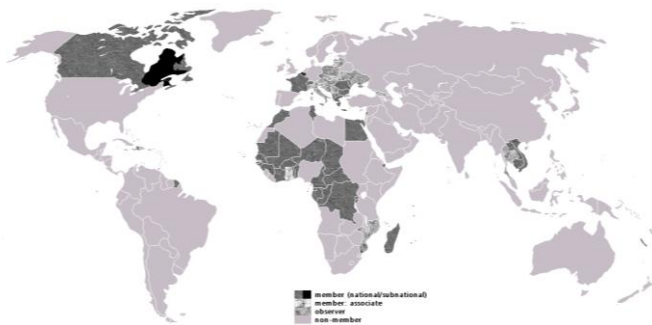 member (national/subnational)
member: associate
observer
non-member